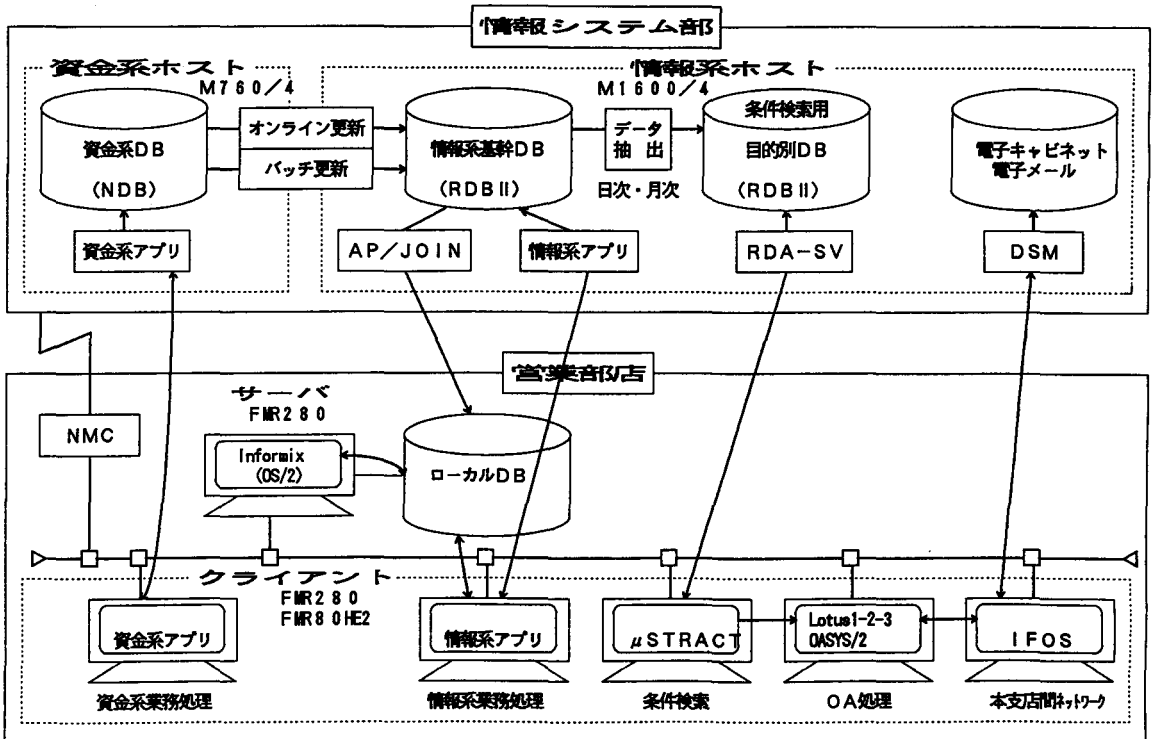 情報システム部
資金系ホスト
M760/4
情報系ホスト
M1600/4
資金系DB
(NDB)
オンライン更新
バッチ更新
情報系基幹DB
(RDBⅡ)
データ
抽出
日次・月次
条件検索用
目的別DB
(RDBⅡ)
電子キャビネット
電子メール
資金系アプリ
AP/JOIN
情報系アプリ
RDA-SV
DSM
営業部店
NMC
サーバ
FMR280
Informix
(OS/2)
ローカルDB
クライアント
FMR280
FMR80HE2
資金系アプリ
情報系アプリ
μSTRACT
Lotus1-2-3
OASYS/2
IFOS
資金系業務処理
情報系業務処理
条件検索
OA処理
本支店間ネットワーク